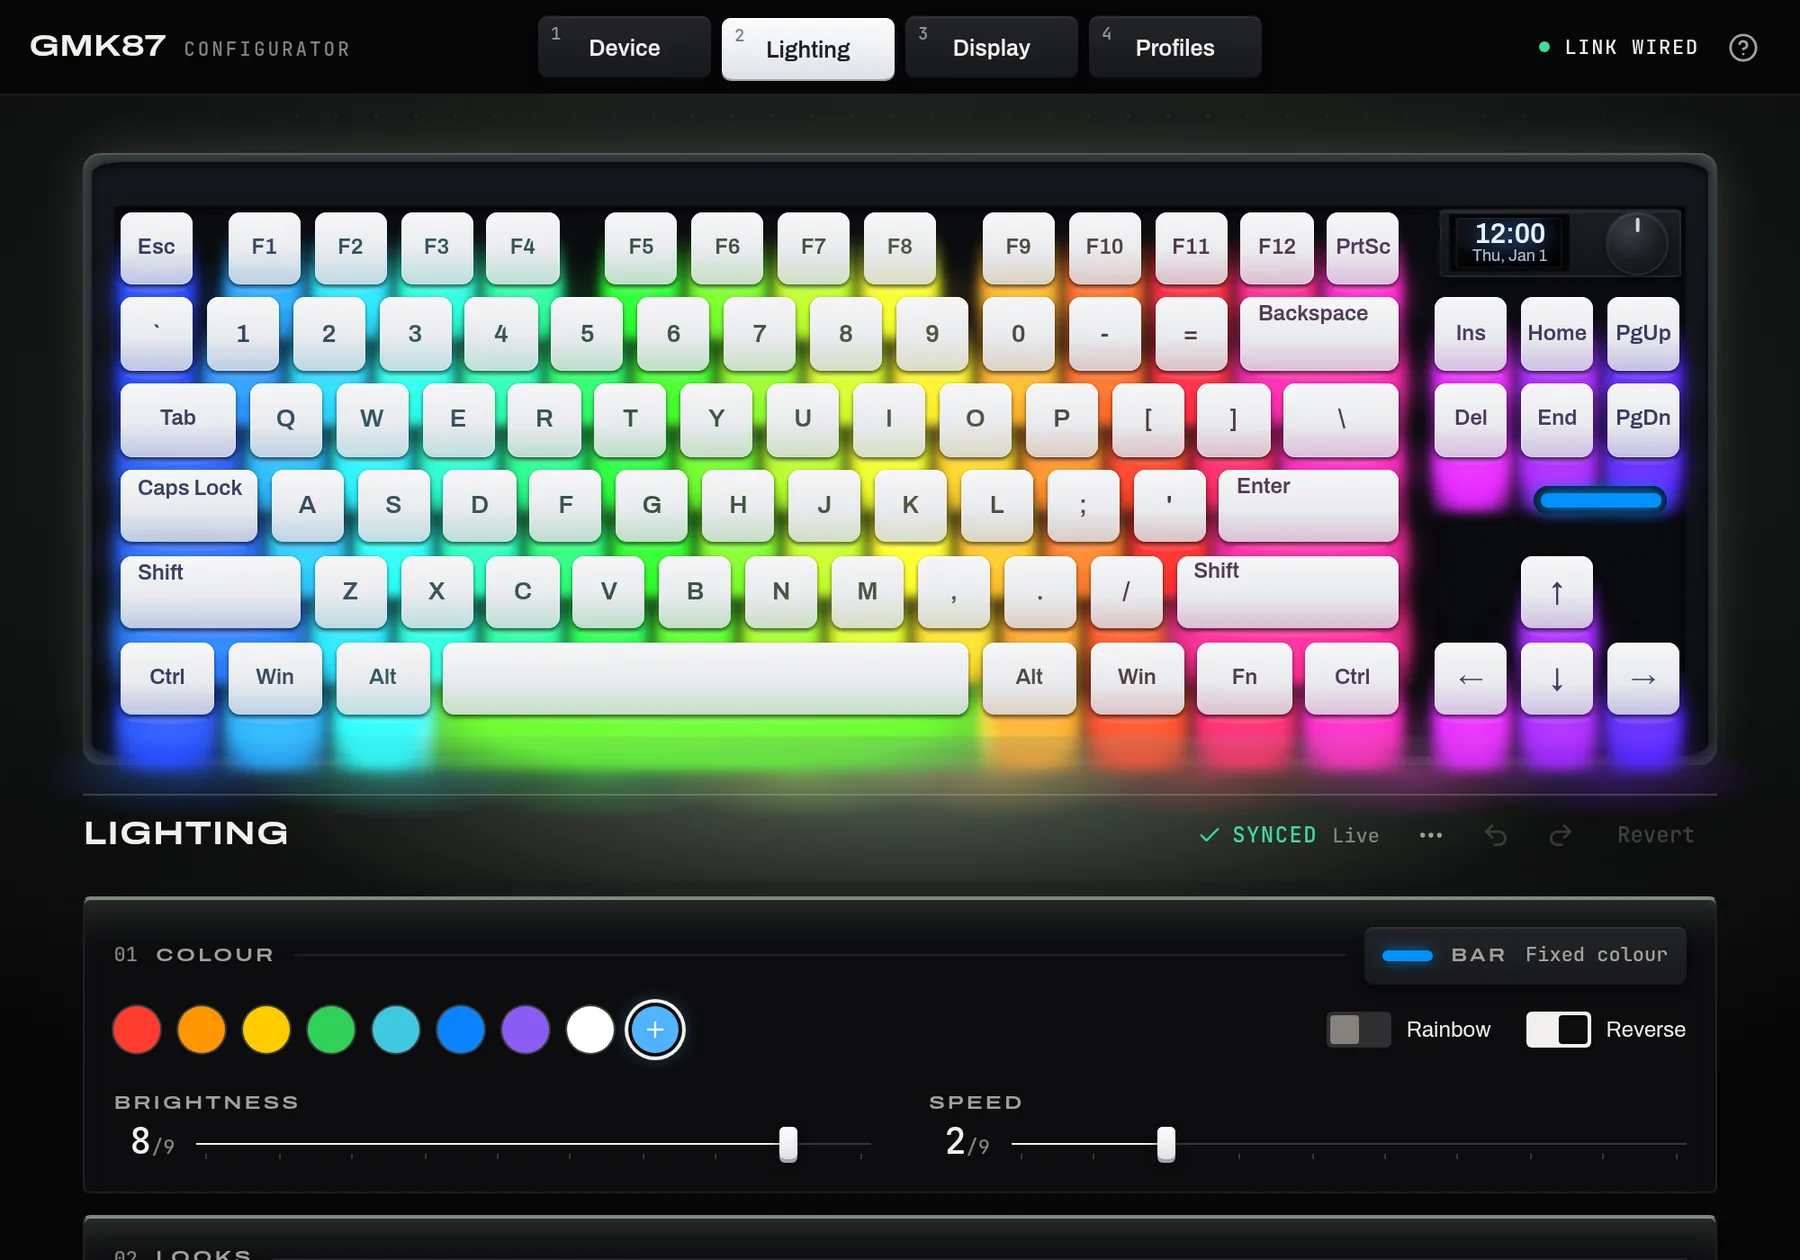 GMK87 CONFIGURATOR
1 Device
2 Lighting
3 Display
4 Profiles
LINK WIRED
?
Esc F1 F2 F3 F4 F5 F6 F7 F8 F9 F10 F11 F12 PrtSc
12:00
Thu, Jan 1
` 1 2 3 4 5 6 7 8 9 0 - = Backspace Ins Home PgUp
Tab Q W E R T Y U I O P [ ] \ Del End PgDn
Caps Lock A S D F G H J K L ; ' Enter
Shift Z X C V B N M , . / Shift ↑
Ctrl Win Alt Alt Win Fn Ctrl ← ↓ →
LIGHTING
SYNCED Live ••• Revert
01 COLOUR
BAR Fixed colour
+
Rainbow
Reverse
BRIGHTNESS
8/9
SPEED
2/9
02 LOOKS